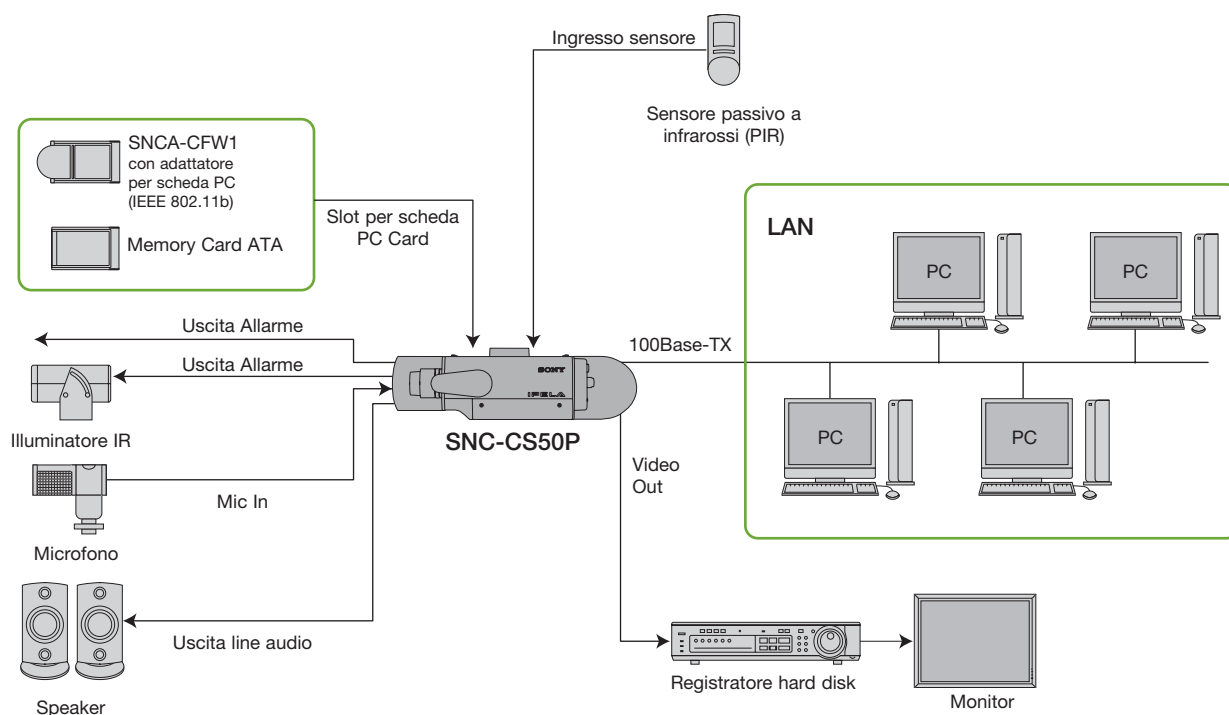 Ingresso sensore
Sensore passivo a
infrarossi (PIR)
SNCA-CFW1
con adattatore
per scheda PC
(IEEE 802.11b)
Memory Card ATA
Slot per scheda
PC Card
LAN
PC
PC
PC
PC
Uscita Allarme
Uscita Allarme
100Base-TX
SONY
IPELA
SNC-CS50P
Illuminatore IR
Mic In
Microfono
Video
Out
Uscita line audio
Speaker
Registratore hard disk
Monitor